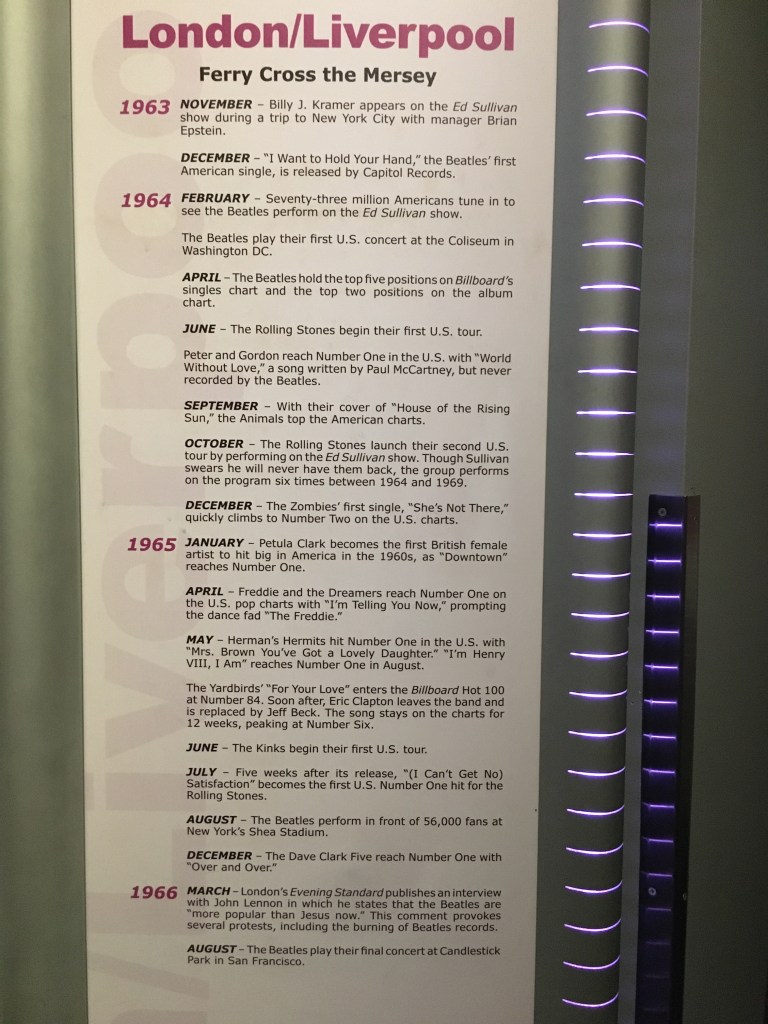 London/Liverpool
Ferry Cross the Mersey
1963 NOVEMBER – Billy J. Kramer appears on the Ed Sullivan
show during a trip to New York City with manager Brian
Epstein.
DECEMBER – “I Want to Hold Your Hand,” the Beatles’ first
American single, is released by Capitol Records.
1964 FEBRUARY – Seventy-three million Americans tune in to
see the Beatles perform on the Ed Sullivan show.
The Beatles play their first U.S. concert at the Coliseum in
Washington DC.
APRIL – The Beatles hold the top five positions on Billboard’s
singles chart and the top two positions on the album
chart.
JUNE – The Rolling Stones begin their first U.S. tour.
Peter and Gordon reach Number One in the U.S. with “World
Without Love,” a song written by Paul McCartney, but never
recorded by the Beatles.
SEPTEMBER – With their cover of “House of the Rising
Sun,” the Animals top the American charts.
OCTOBER – The Rolling Stones launch their second U.S.
tour by performing on the Ed Sullivan show. Though Sullivan
swears he will never have them back, the group performs
on the program six times between 1964 and 1969.
DECEMBER – The Zombies’ first single, “She’s Not There,”
quickly climbs to Number Two on the U.S. charts.
1965 JANUARY – Petula Clark becomes the first British female
artist to hit big in America in the 1960s, as “Downtown”
reaches Number One.
APRIL – Freddie and the Dreamers reach Number One on
the U.S. pop charts with “I’m Telling You Now,” prompting
the dance fad “The Freddie.”
MAY – Herman’s Hermits hit Number One in the U.S. with
“Mrs. Brown You’ve Got a Lovely Daughter.” “I’m Henry
VIII, I Am” reaches Number One in August.
The Yardbirds’ “For Your Love” enters the Billboard Hot 100
at Number 84. Soon after, Eric Clapton leaves the band and
is replaced by Jeff Beck. The song stays on the charts for
12 weeks, peaking at Number Six.
JUNE – The Kinks begin their first U.S. tour.
JULY – Five weeks after its release, “(I Can’t Get No)
Satisfaction” becomes the first U.S. Number One hit for the
Rolling Stones.
AUGUST – The Beatles perform in front of 56,000 fans at
New York’s Shea Stadium.
DECEMBER – The Dave Clark Five reach Number One with
“Over and Over.”
1966 MARCH – London’s Evening Standard publishes an interview
with John Lennon in which he states that the Beatles are
“more popular than Jesus now.” This comment provokes
several protests, including the burning of Beatles records.
AUGUST – The Beatles play their final concert at Candlestick
Park in San Francisco.